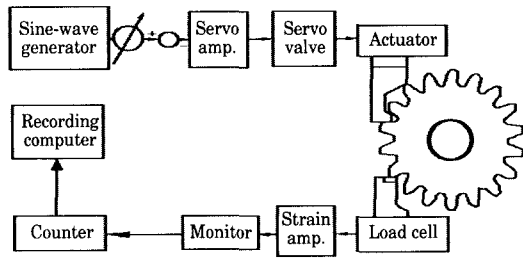 Sine-wave
generator
+
-
Servo
amp.
Servo
valve
Actuator
Recording
computer
Counter
Monitor
Strain
amp.
Load cell